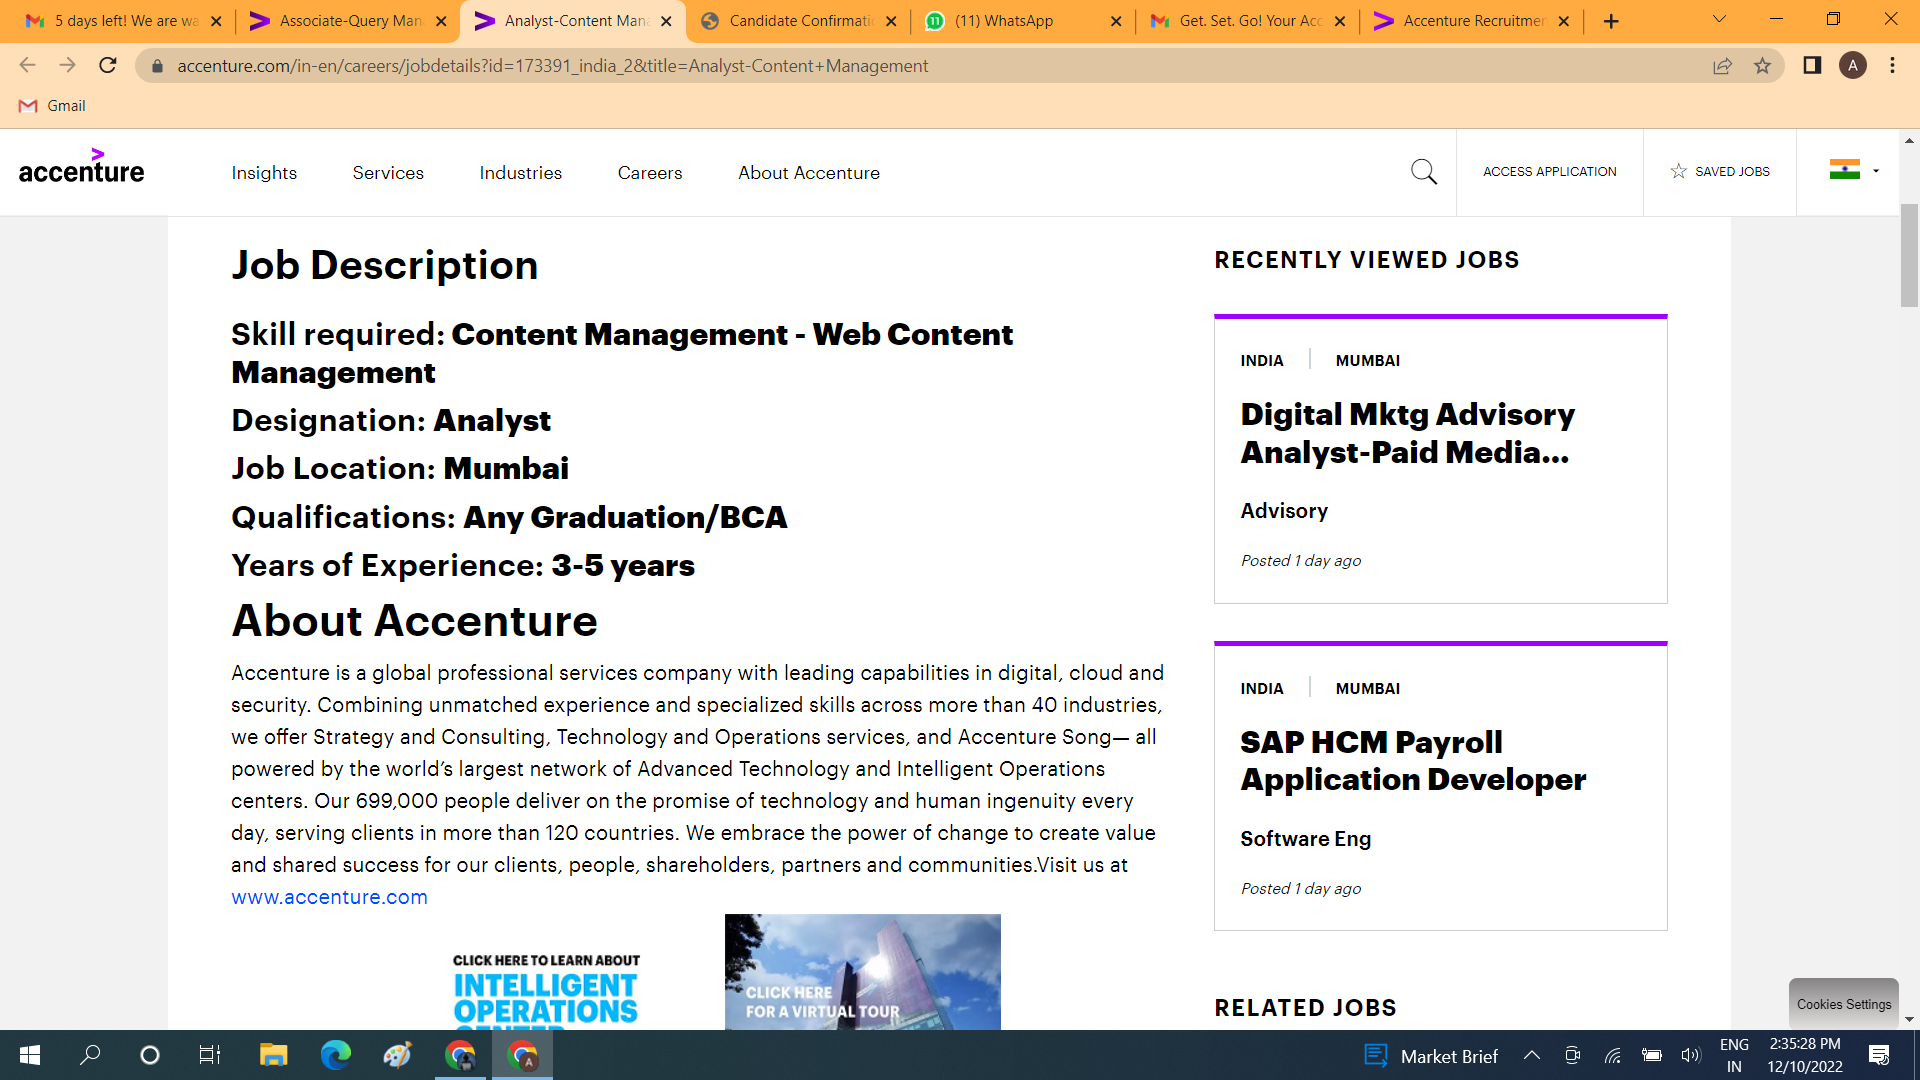 5 days left! We are wa
Associate-Query Man
Analyst-Content Man
Candidate Confirmati
(11) WhatsApp
Get. Set. Go! Your Acc
Accenture Recruitmen
accenture.com/in-en/careers/jobdetails?id=173391_india_2&title=Analyst-Content+Management
A
Gmail
accenture
Insights
Services
Industries
Careers
About Accenture
ACCESS APPLICATION
SAVED JOBS
Job Description
Skill required: Content Management - Web Content
Management
Designation: Analyst
Job Location: Mumbai
Qualifications: Any Graduation/BCA
Years of Experience: 3-5 years
About Accenture
Accenture is a global professional services company with leading capabilities in digital, cloud and
security. Combining unmatched experience and specialized skills across more than 40 industries,
we offer Strategy and Consulting, Technology and Operations services, and Accenture Song— all
powered by the world’s largest network of Advanced Technology and Intelligent Operations
centers. Our 699,000 people deliver on the promise of technology and human ingenuity every
day, serving clients in more than 120 countries. We embrace the power of change to create value
and shared success for our clients, people, shareholders, partners and communities.Visit us at
www.accenture.com
CLICK HERE TO LEARN ABOUT
INTELLIGENT
OPERATIONS
CENTER
CLICK HERE
FOR A VIRTUAL TOUR
RECENTLY VIEWED JOBS
INDIA
MUMBAI
Digital Mktg Advisory
Analyst-Paid Media...
Advisory
Posted 1 day ago
INDIA
MUMBAI
SAP HCM Payroll
Application Developer
Software Eng
Posted 1 day ago
RELATED JOBS
Cookies Settings
Market Brief
ENG
IN
2:35:28 PM
12/10/2022